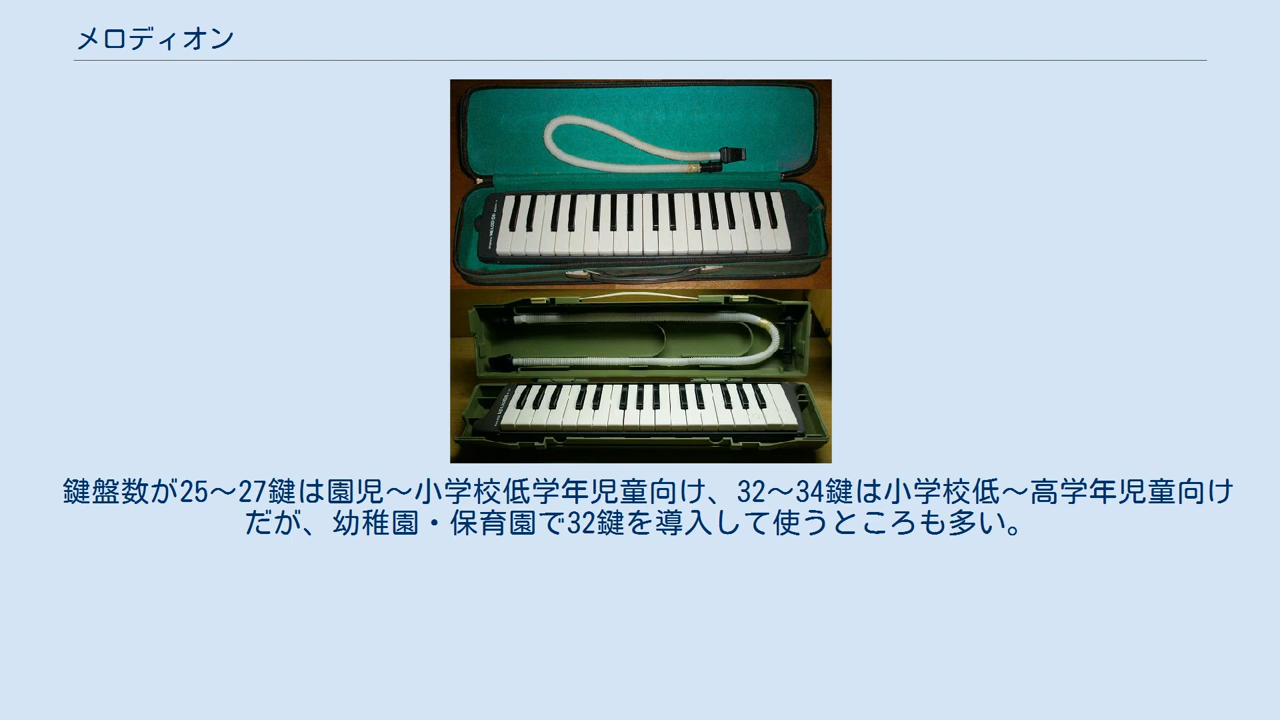 メロディオン
MELODION
鍵盤数が25〜27鍵は園児〜小学校低学年児童向け、32〜34鍵は小学校低〜高学年児童向け
だが、幼稚園・保育園で32鍵を導入して使うところも多い。